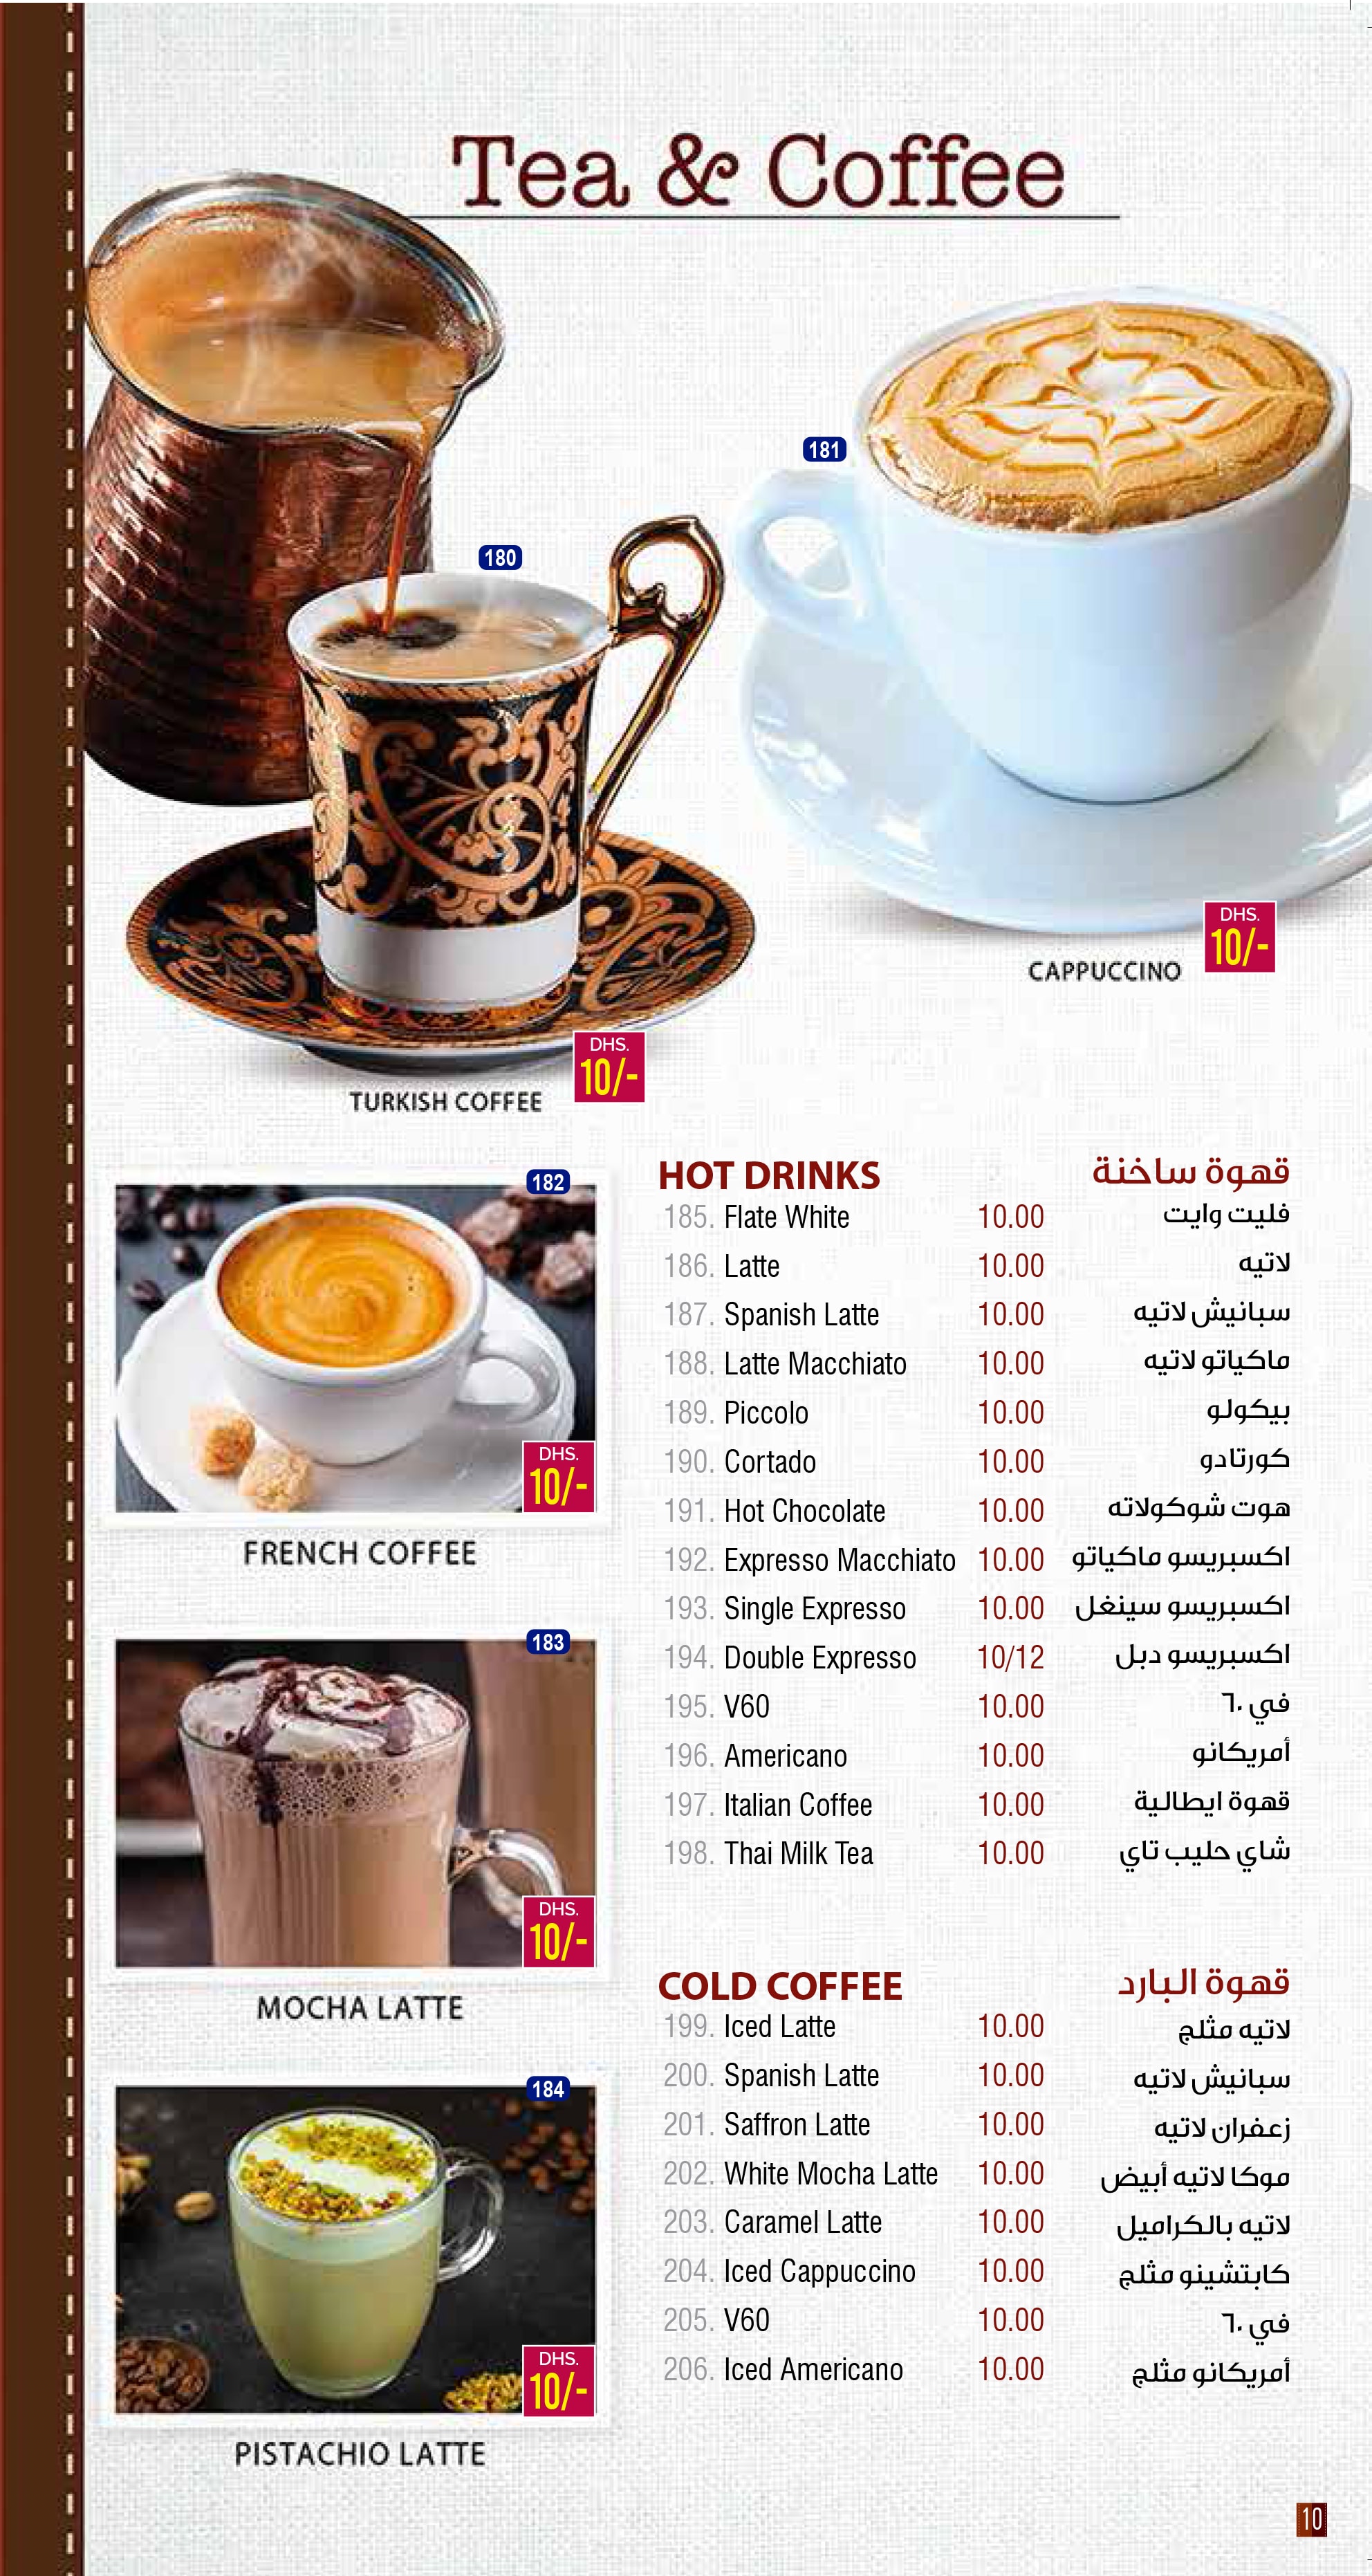 Tea & Coffee
181
180
DHS.
10/-
CAPPUCCINO
DHS.
10/-
TURKISH COFFEE
182
DHS.
10/-
FRENCH COFFEE
183
DHS.
10/-
MOCHA LATTE
184
DHS.
10/-
PISTACHIO LATTE
HOT DRINKS قهوة ساخنة
185. Flate White 10.00 فليت وايت
186. Latte 10.00 لاتيه
187. Spanish Latte 10.00 سبانيش لاتيه
188. Latte Macchiato 10.00 ماكياتو لاتيه
189. Piccolo 10.00 بيكولو
190. Cortado 10.00 كورتادو
191. Hot Chocolate 10.00 هوت شوكولاته
192. Expresso Macchiato 10.00 اكسبريسو ماكياتو
193. Single Expresso 10.00 اكسبريسو سينغل
194. Double Expresso 10/12 اكسبريسو دبل
195. V60 10.00 في ٦٠
196. Americano 10.00 أمريكانو
197. Italian Coffee 10.00 قهوة ايطالية
198. Thai Milk Tea 10.00 شاي حليب تاي
COLD COFFEE قهوة البارد
199. Iced Latte 10.00 لاتيه مثلج
200. Spanish Latte 10.00 سبانيش لاتيه
201. Saffron Latte 10.00 زعفران لاتيه
202. White Mocha Latte 10.00 موكا لاتيه أبيض
203. Caramel Latte 10.00 لاتيه بالكراميل
204. Iced Cappuccino 10.00 كابتشينو مثلج
205. V60 10.00 في ٦٠
206. Iced Americano 10.00 أمريكانو مثلج
10